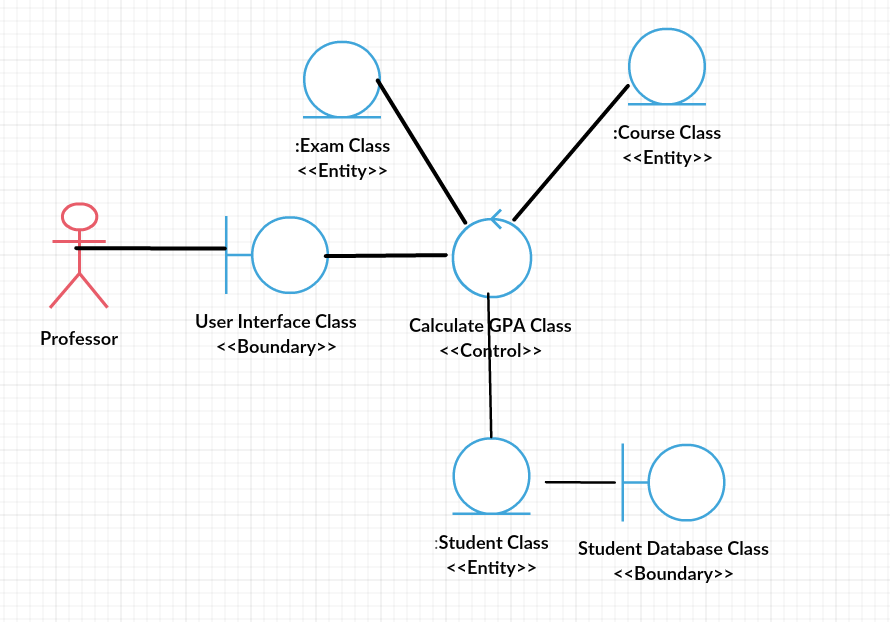 :Exam Class
<<Entity>>
:Course Class
<<Entity>>
Professor
User Interface Class
<<Boundary>>
Calculate GPA Class
<<Control>>
:Student Class
<<Entity>>
Student Database Class
<<Boundary>>